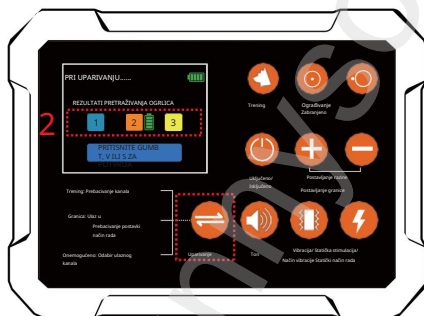 PRI UPARIVANJU......
REZULTATI PRETRAŽIVANJA OGRLICA
2
1 2 3
PRITISNITE GUMB
T, V ILI S ZA
Trening
Ograđivanje
Zabranjeno
Uključeno/
Isključeno
Postavljanje razine
Postavljanje granice
Trening: Prebacivanje kanala
Granica: Ulaz u
Prebacivanje postavki
način rada
Onemogućeno: Odabir ulaznog
kanala
Uparivanje
Ton
Vibracija/ Statička stimulacija/
Način vibracije Statički način rada